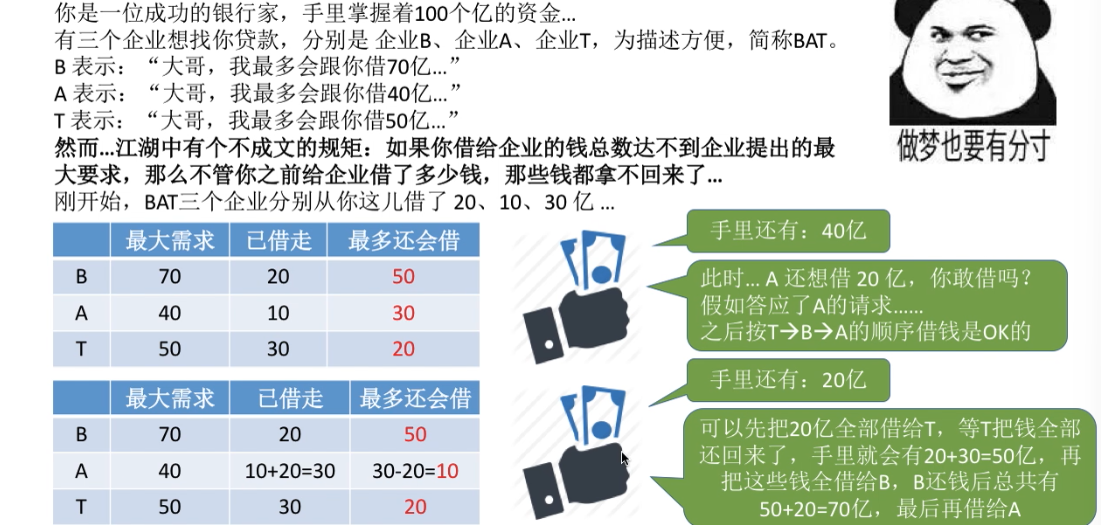 你是一位成功的银行家，手里掌握着100个亿的资金...
有三个企业想找你贷款，分别是 企业B、企业A、企业T，为描述方便，简称BAT。
B 表示：“大哥，我最多会跟你借70亿...”
A 表示：“大哥，我最多会跟你借40亿...”
T 表示：“大哥，我最多会跟你借50亿...”
然而...江湖中有个不成文的规矩：如果你借给企业的钱总数达不到企业提出的最
大要求，那么不管你之前给企业借了多少钱，那些钱都拿不回来了...
刚开始，BAT三个企业分别从你这儿借了 20、10、30 亿 ...
做梦也要有分寸
最大需求 已借走 最多还会借
B 70 20 50
A 40 10 30
T 50 30 20
手里还有：40亿
此时... A 还想借 20 亿，你敢借吗？
假如答应了A的请求......
之后按T→B→A的顺序借钱是OK的
最大需求 已借走 最多还会借
B 70 20 50
A 40 10+20=30 30-20=10
T 50 30 20
手里还有：20亿
可以先把20亿全部借给T，等T把钱全部
还回来了，手里就会有20+30=50亿，再
把这些钱全借给B，B还钱后总共有
50+20=70亿，最后再借给A